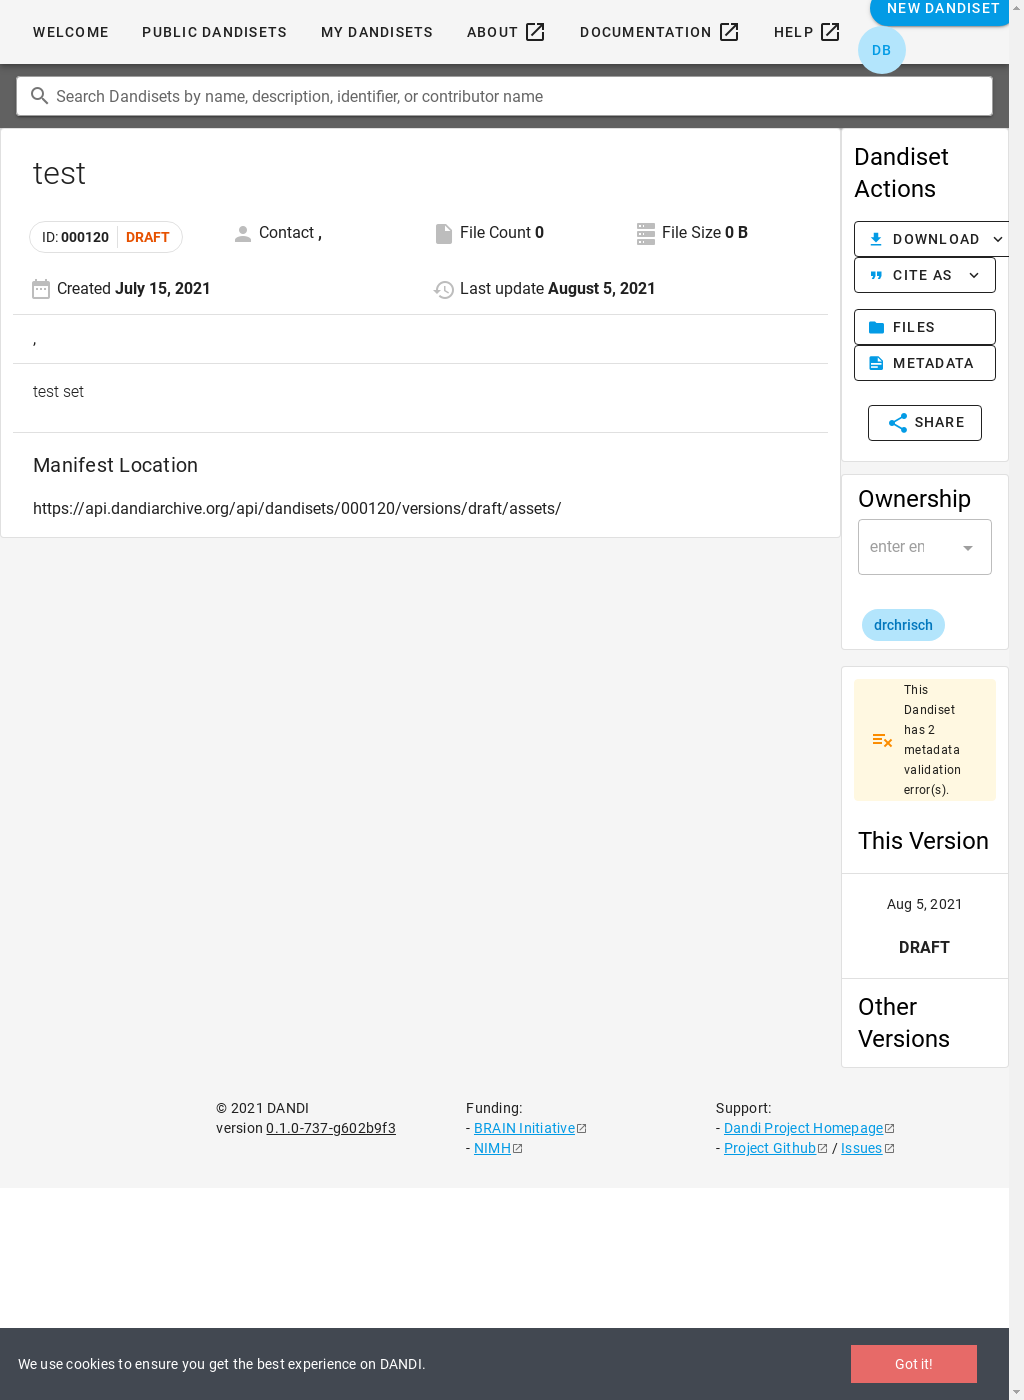 WELCOME PUBLIC DANDISETS MY DANDISETS ABOUT DOCUMENTATION HELP NEW DANDISET
DB
Search Dandisets by name, description, identifier, or contributor name
test
ID: 000120 DRAFT Contact , File Count 0 File Size 0 B
Created July 15, 2021 Last update August 5, 2021
,
test set
Manifest Location
https://api.dandiarchive.org/api/dandisets/000120/versions/draft/assets/
Dandiset
Actions
DOWNLOAD
CITE AS
FILES
METADATA
SHARE
Ownership
enter en
drchrisch
This
Dandiset
has 2
metadata
validation
error(s).
This Version
Aug 5, 2021
DRAFT
Other
Versions
© 2021 DANDI
version 0.1.0-737-g602b9f3
Funding:
- BRAIN Initiative
- NIMH
Support:
- Dandi Project Homepage
- Project Github / Issues
We use cookies to ensure you get the best experience on DANDI.
Got it!